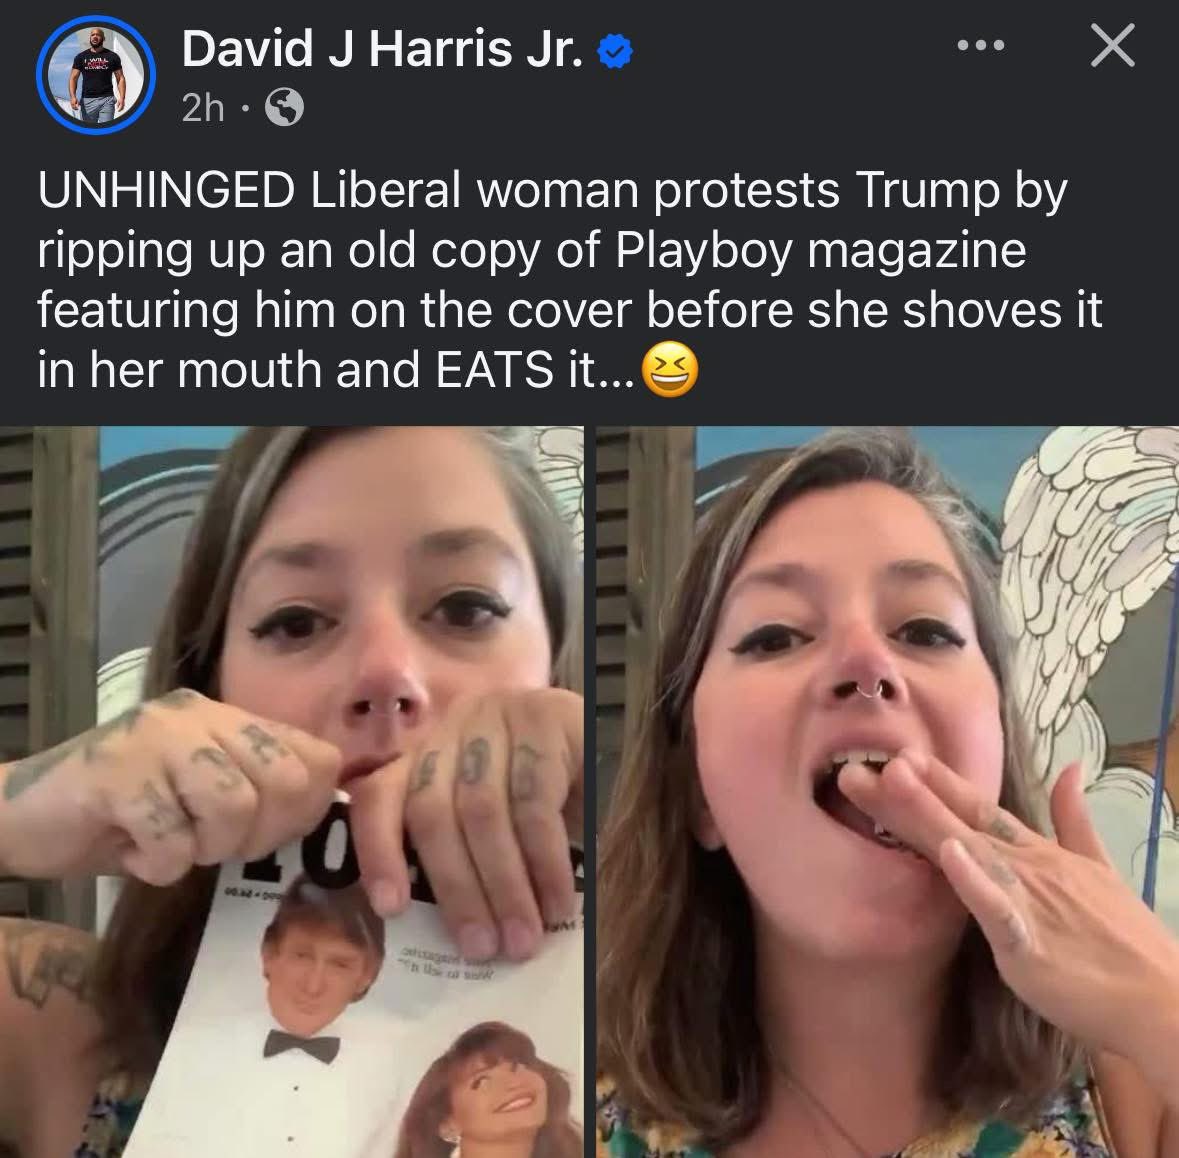 David J Harris Jr.
2h ·
UNHINGED Liberal woman protests Trump by
ripping up an old copy of Playboy magazine
featuring him on the cover before she shoves it
in her mouth and EATS it...😆